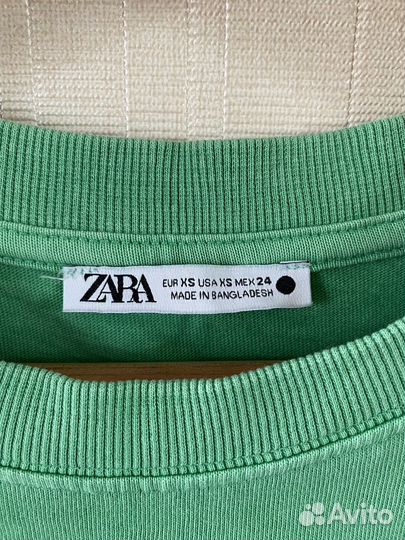 ZARA
EUR XS USA XS MEX 24
MADE IN BANGLADESH
Avito